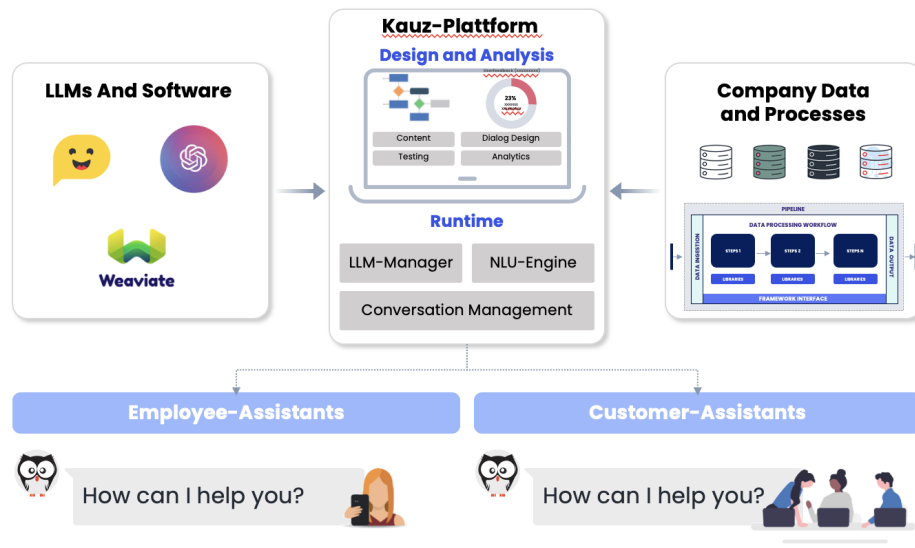 LLMs And Software
Weaviate
Kauz-Plattform
Design and Analysis
23%
Content
Dialog Design
Testing
Analytics
Runtime
LLM-Manager
NLU-Engine
Conversation Management
Company Data
and Processes
PIPELINE
DATA PROCESSING WORKFLOW
DATA INGESTION
STEPS 1
STEPS 2
STEPS N
LIBRARIES
LIBRARIES
LIBRARIES
DATA OUTPUT
FRAMEWORK INTERFACE
Employee-Assistants
Customer-Assistants
How can I help you?
How can I help you?